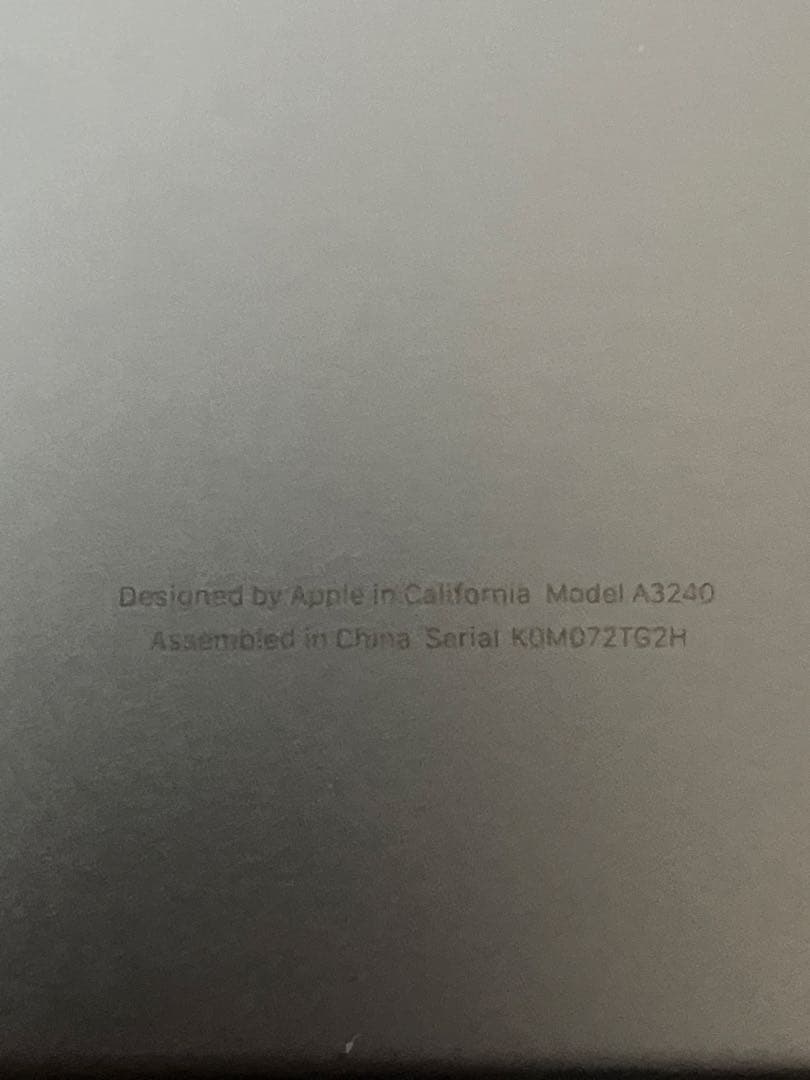 Designed by Apple in California Model A3240
Assembled in China Serial K0M072TG2H